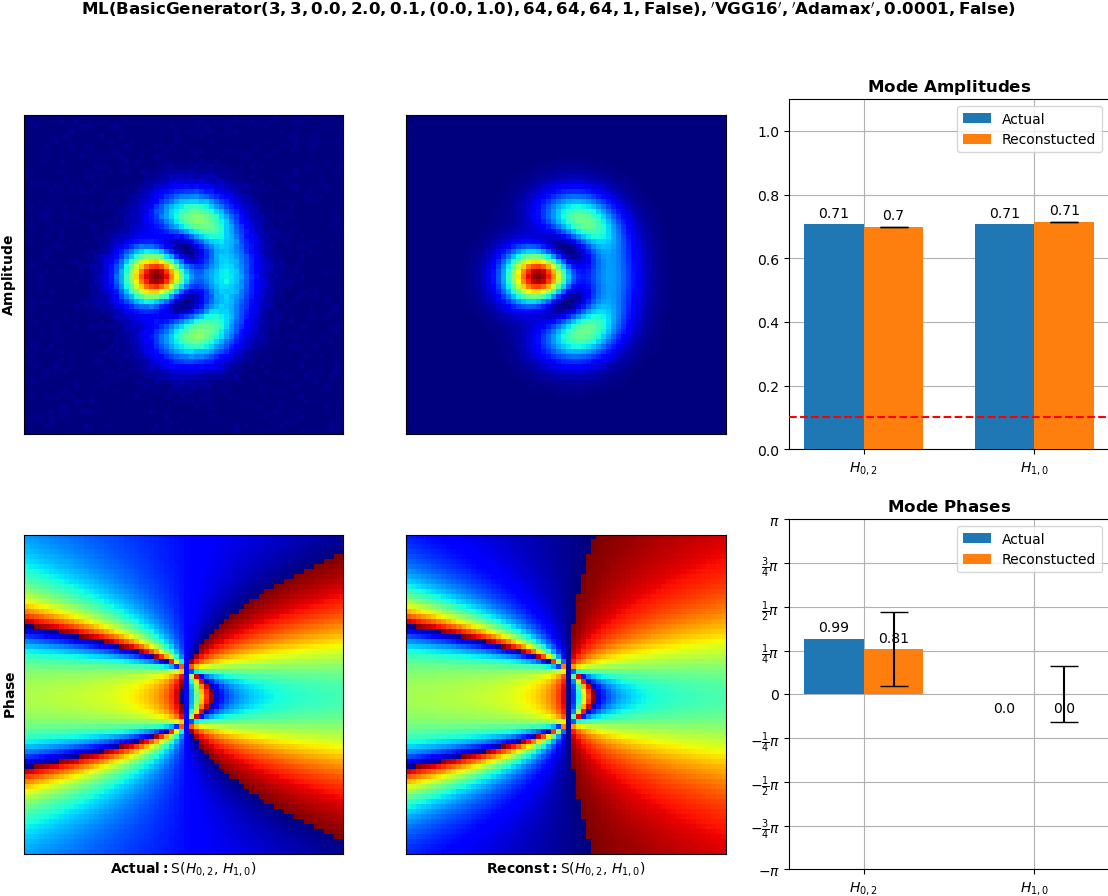 ML(BasicGenerator(3, 3, 0.0, 2.0, 0.1, (0.0, 1.0), 64, 64, 64, 1, False), 'VGG16', 'Adamax', 0.0001, False)
Amplitude
Mode Amplitudes
Actual
Reconstucted
1.0
0.8
0.6
0.4
0.2
0.0
0.71
0.7
0.71
0.71
H0, 2
H1, 0
Phase
Actual: S(H0, 2, H1, 0)
Reconst: S(H0, 2, H1, 0)
Mode Phases
Actual
Reconstucted
π
3/4π
1/2π
1/4π
0
−1/4π
−1/2π
−3/4π
−π
0.99
0.81
0.0
0.0
H0, 2
H1, 0